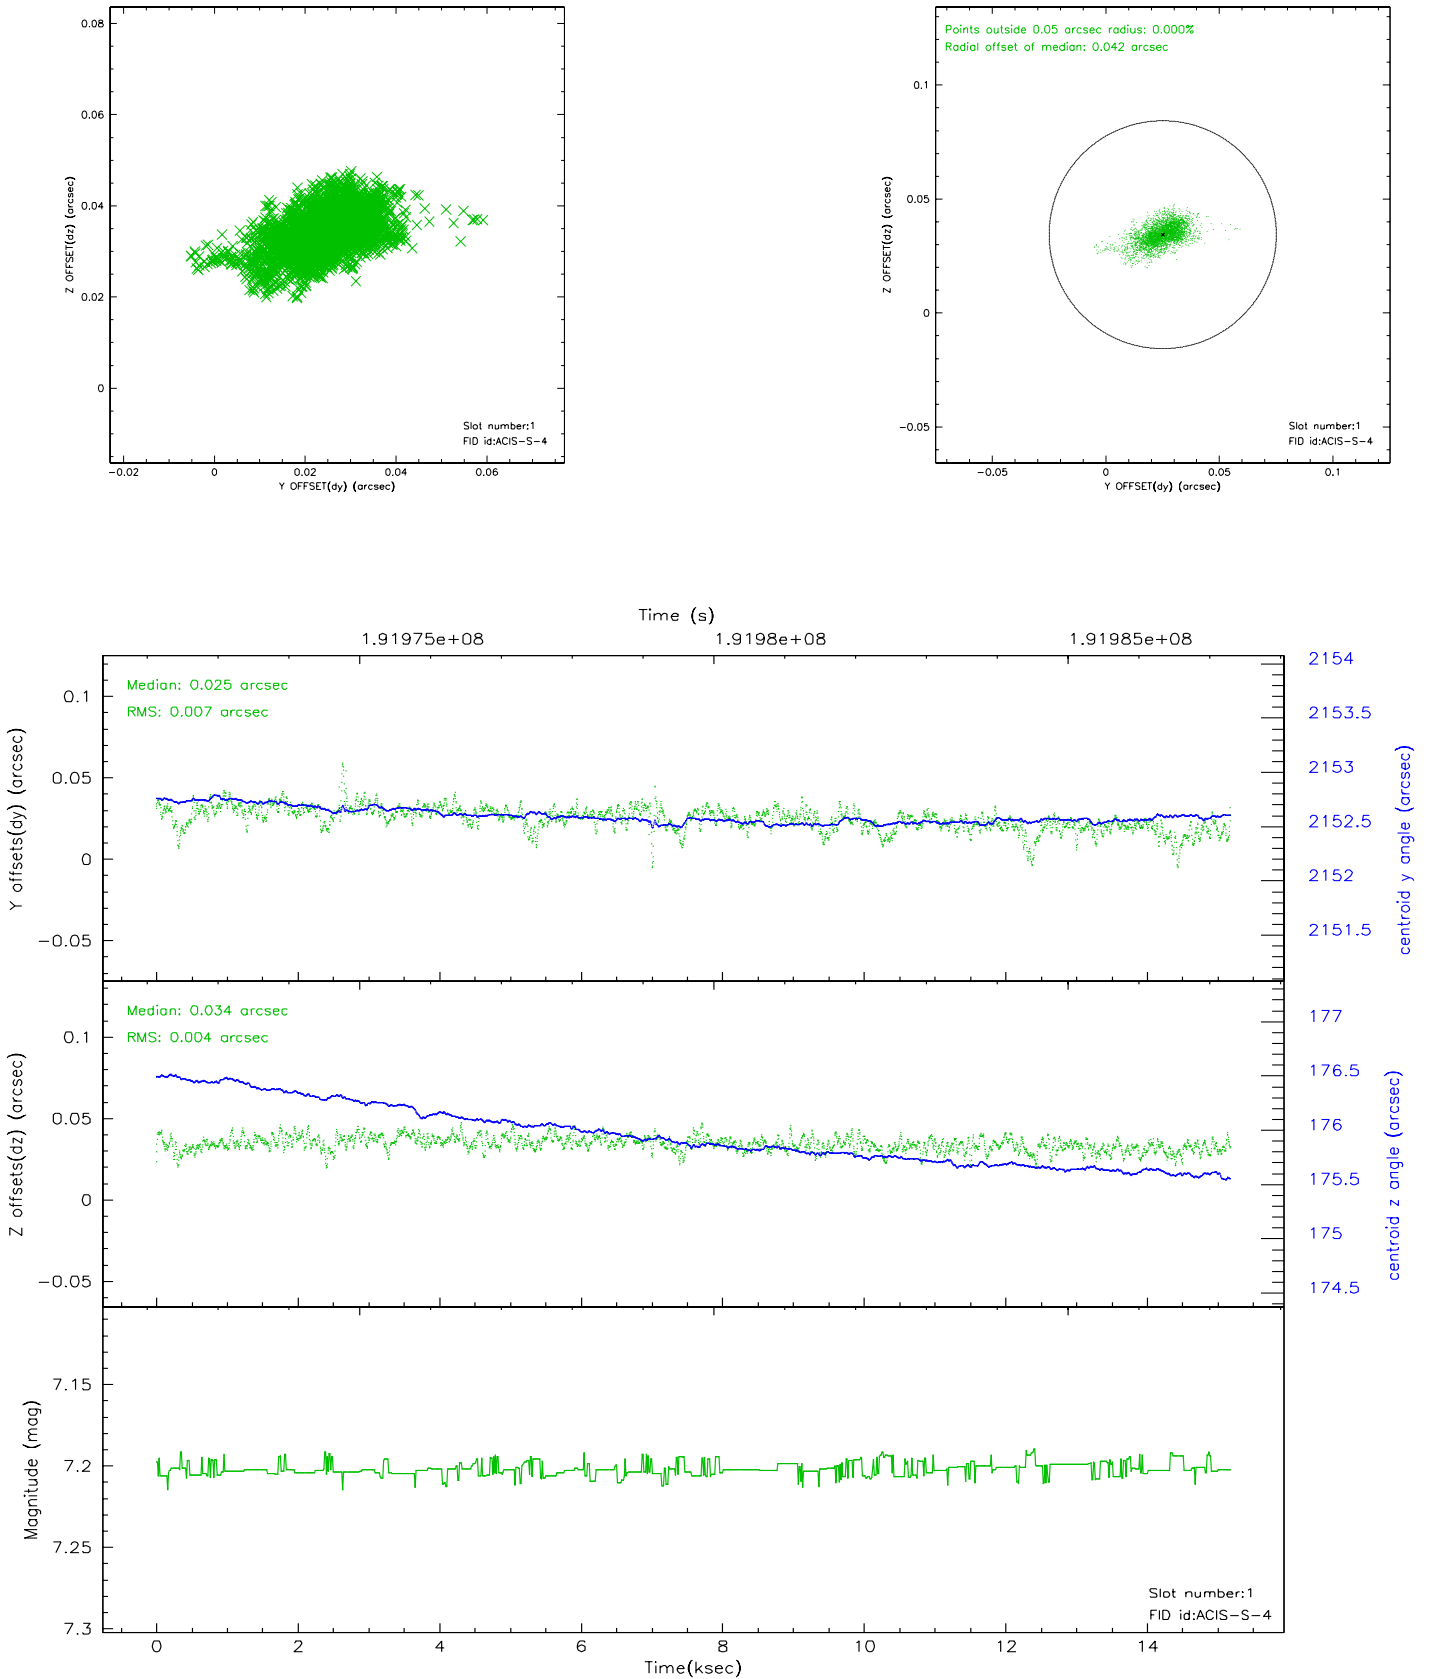 0.08
0.06
0.04
0.02
0
Z OFFSET(dz) (arcsec)
Slot number:1
FID id:ACIS-S-4
-0.02
0
0.02
0.04
0.06
Y OFFSET(dy) (arcsec)
Points outside 0.05 arcsec radius: 0.000%
Radial offset of median: 0.042 arcsec
0.1
0.05
0
-0.05
Z OFFSET(dz) (arcsec)
Slot number:1
FID id:ACIS-S-4
-0.05
0
0.05
0.1
Y OFFSET(dy) (arcsec)
Time (s)
1.91975e+08
1.9198e+08
1.91985e+08
Median: 0.025 arcsec
RMS: 0.007 arcsec
0.1
0.05
0
-0.05
Y offsets(dy) (arcsec)
2154
2153.5
2153
2152.5
2152
2151.5
centroid y angle (arcsec)
Median: 0.034 arcsec
RMS: 0.004 arcsec
0.1
0.05
0
-0.05
Z offsets(dz) (arcsec)
177
176.5
176
175.5
175
174.5
centroid z angle (arcsec)
7.15
7.2
7.25
7.3
Magnitude (mag)
Slot number:1
FID id:ACIS-S-4
0
2
4
6
8
10
12
14
Time(ksec)